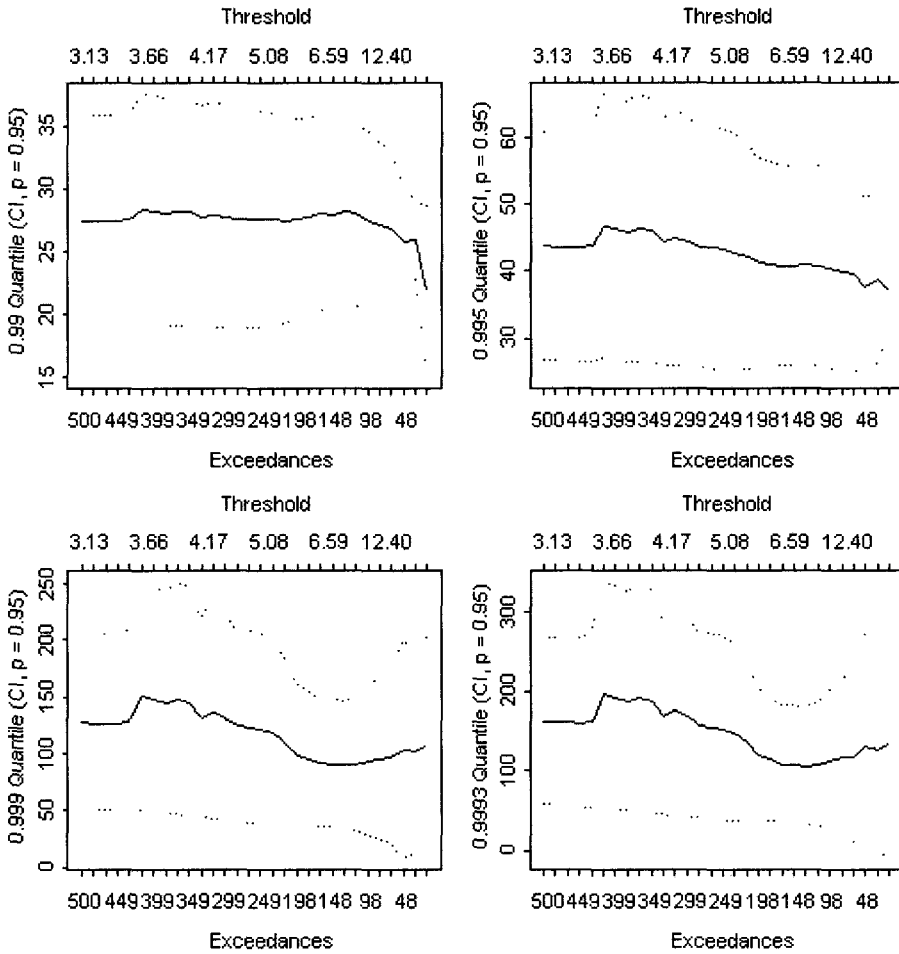 Threshold
3.13 3.66 4.17 5.08 6.59 12.40
0.99 Quantile (CI, p = 0.95)
35
30
25
20
15
500 449 399 349 299 249 198 148 98 48
Exceedances
Threshold
3.13 3.66 4.17 5.08 6.59 12.40
0.995 Quantile (CI, p = 0.95)
60
50
40
30
500 449 399 349 299 249 198 148 98 48
Exceedances
Threshold
3.13 3.66 4.17 5.08 6.59 12.40
0.999 Quantile (CI, p = 0.95)
250
200
150
100
50
0
500 449 399 349 299 249 198 148 98 48
Exceedances
Threshold
3.13 3.66 4.17 5.08 6.59 12.40
0.9993 Quantile (CI, p = 0.95)
300
200
100
0
500 449 399 349 299 249 198 148 98 48
Exceedances